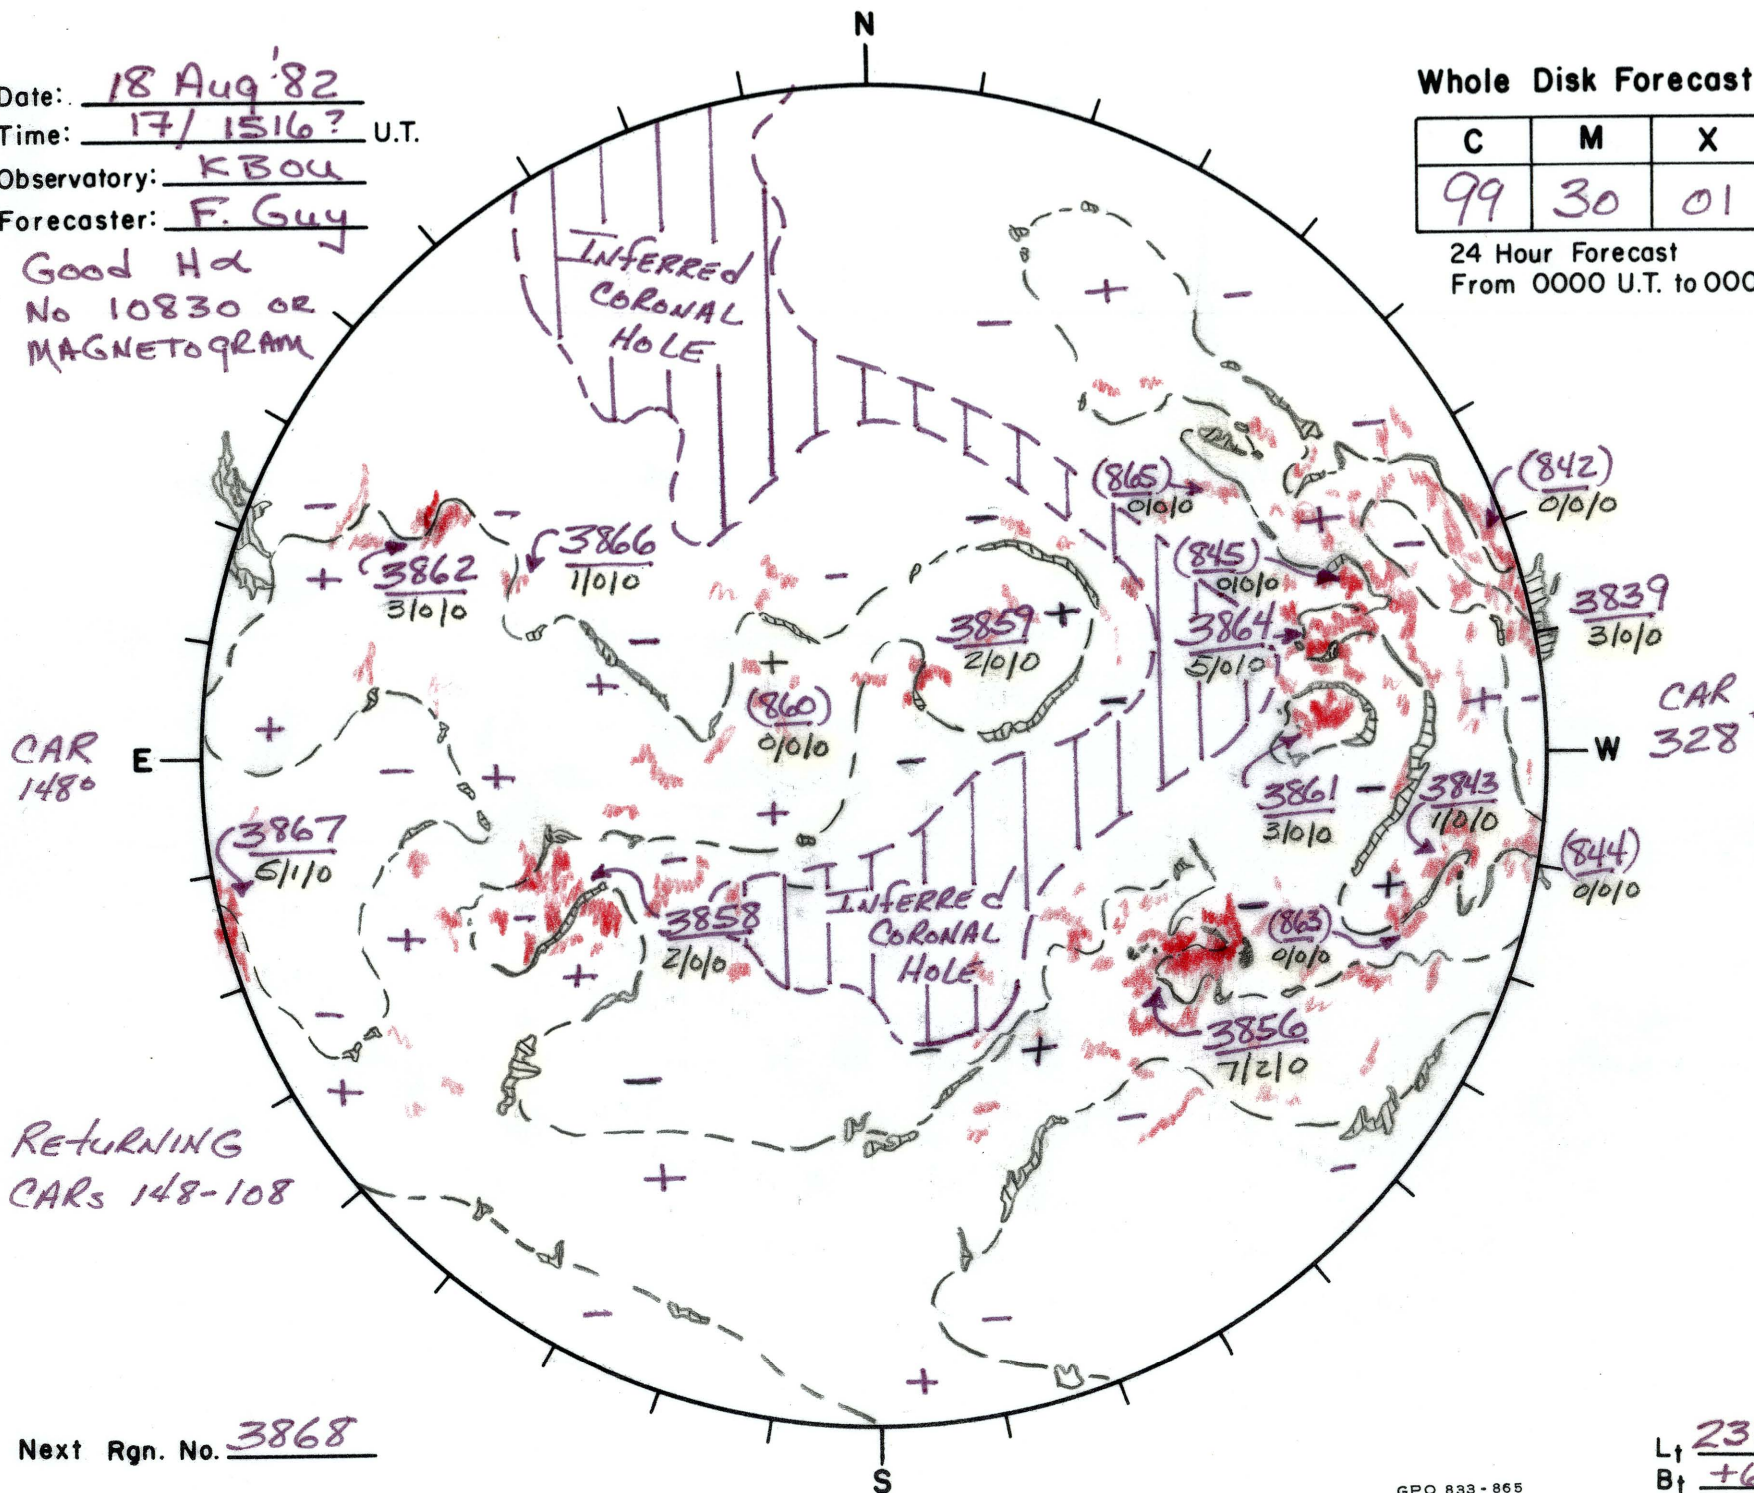 N
Date: 18 Aug '82
Time: 17/ 1516? U.T.
Observatory: KBOU
Forecaster: F. Guy
Good Hα
No 10830 OR
MAGNETOGRAM
Whole Disk Forecast
C M X
99 30 01
24 Hour Forecast
From 0000 U.T. to 000
INFERRED
CORONAL
HOLE
(865)
0/0/0
(842)
0/0/0
3866
1/0/0
3862
3/0/0
(845)
0/0/0
3839
3/0/0
3859
2/0/0
3864
5/0/0
(860)
0/0/0
CAR
148°
E
W
CAR
328
3861
3/0/0
3843
1/0/0
3867
5/1/0
(844)
0/0/0
3858
2/0/0
INFERRED
CORONAL
HOLE
(863)
0/0/0
3856
7/2/0
RETURNING
CARs 148-108
Next Rgn. No. 3868
S
GPO 833-865
Lt 23
Bt +6